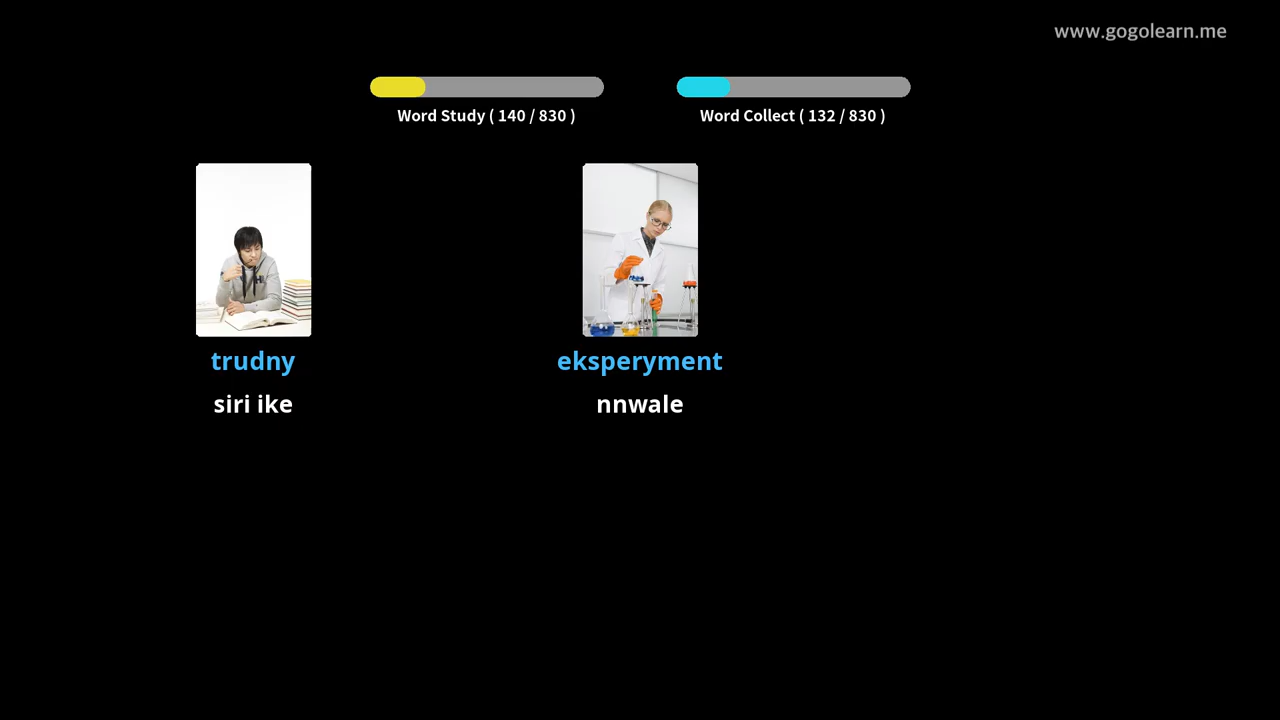 www.gogolearn.me
Word Study ( 140 / 830 )
Word Collect ( 132 / 830 )
trudny
eksperyment
siri ike
nnwale